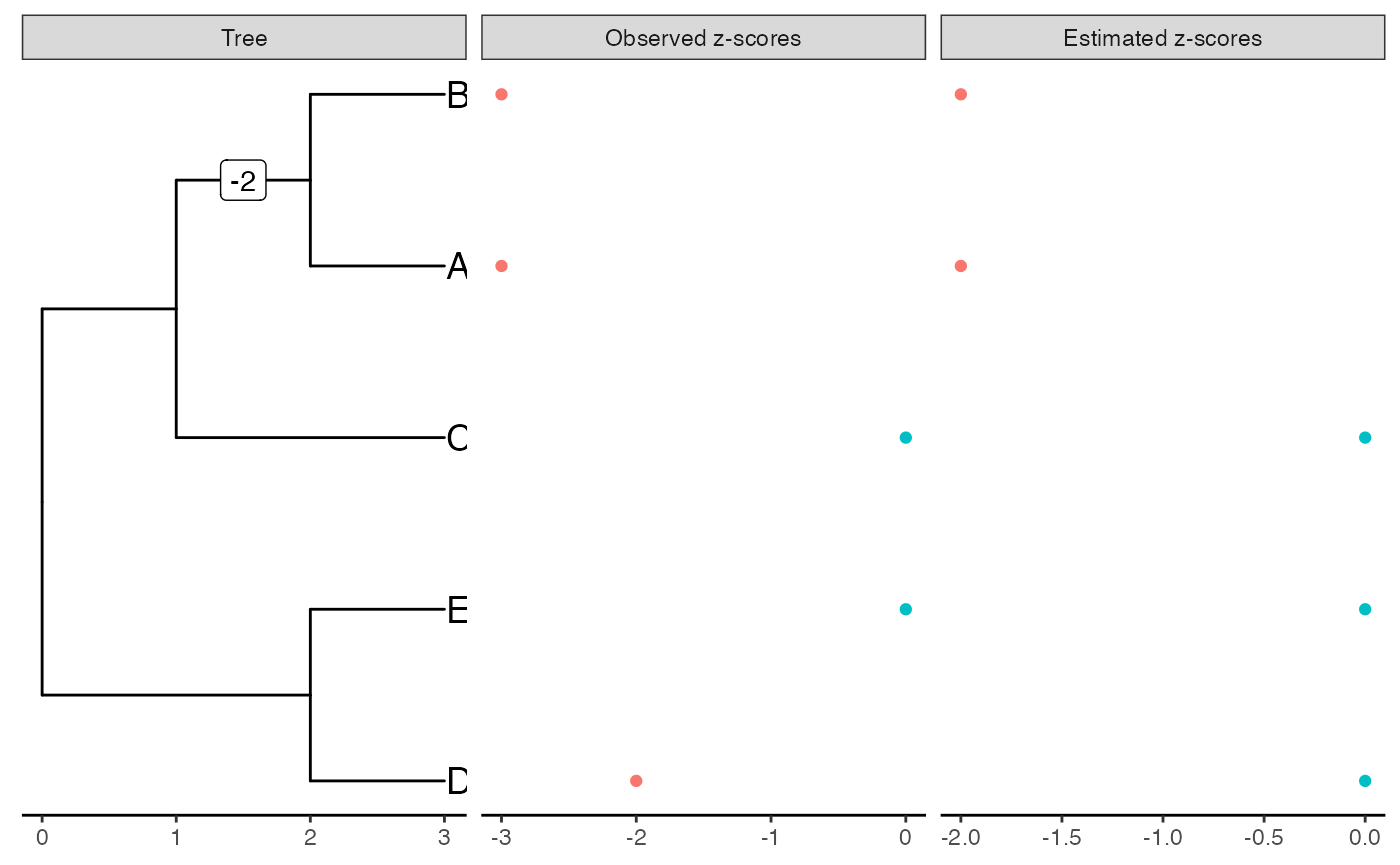 Tree
Observed z-scores
Estimated z-scores
B
-2
A
C
E
D
0 1 2 3
-3 -2 -1 0
-2.0 -1.5 -1.0 -0.5 0.0